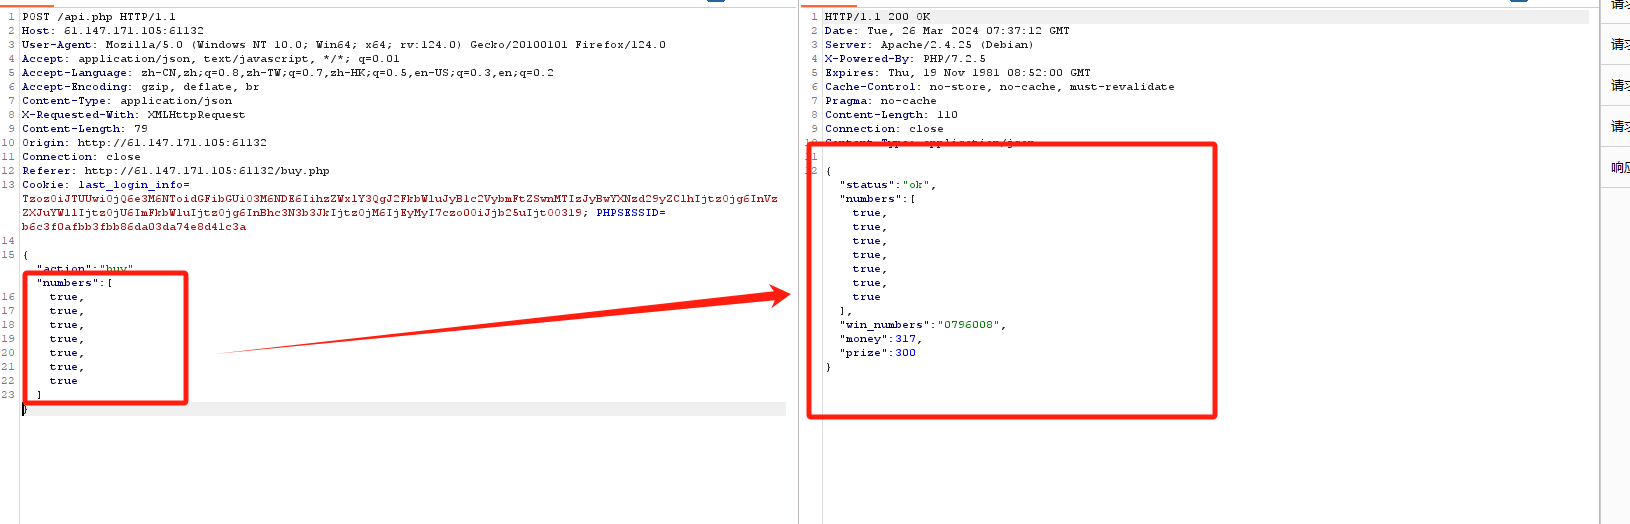 1 POST /api.php HTTP/1.1
2 Host: 61.147.171.105:61132
3 User-Agent: Mozilla/5.0 (Windows NT 10.0; Win64; x64; rv:124.0) Gecko/20100101 Firefox/124.0
4 Accept: application/json, text/javascript, */*; q=0.01
5 Accept-Language: zh-CN,zh;q=0.8,zh-TW;q=0.7,zh-HK;q=0.5,en-US;q=0.3,en;q=0.2
6 Accept-Encoding: gzip, deflate, br
7 Content-Type: application/json
8 X-Requested-With: XMLHttpRequest
9 Content-Length: 79
10 Origin: http://61.147.171.105:61132
11 Connection: close
12 Referer: http://61.147.171.105:61132/buy.php
13 Cookie: last_login_info=
PHPSESSID=
b6c3f0afbb3fbb86da03da74e8d41c3a
14
15 {
"action":"buy"
"numbers":[
16 true,
17 true,
18 true,
19 true,
20 true,
21 true,
22 true
23 ]
}
1 HTTP/1.1 200 OK
2 Date: Tue, 26 Mar 2024 07:37:12 GMT
3 Server: Apache/2.4.25 (Debian)
4 X-Powered-By: PHP/7.2.5
5 Expires: Thu, 19 Nov 1981 08:52:00 GMT
6 Cache-Control: no-store, no-cache, must-revalidate
7 Pragma: no-cache
8 Content-Length: 110
9 Connection: close
10 Content-Type: application/json
11
12 {
"status":"ok",
"numbers":[
true,
true,
true,
true,
true,
true,
true
],
"win_numbers":"0796008",
"money":317,
"prize":300
}